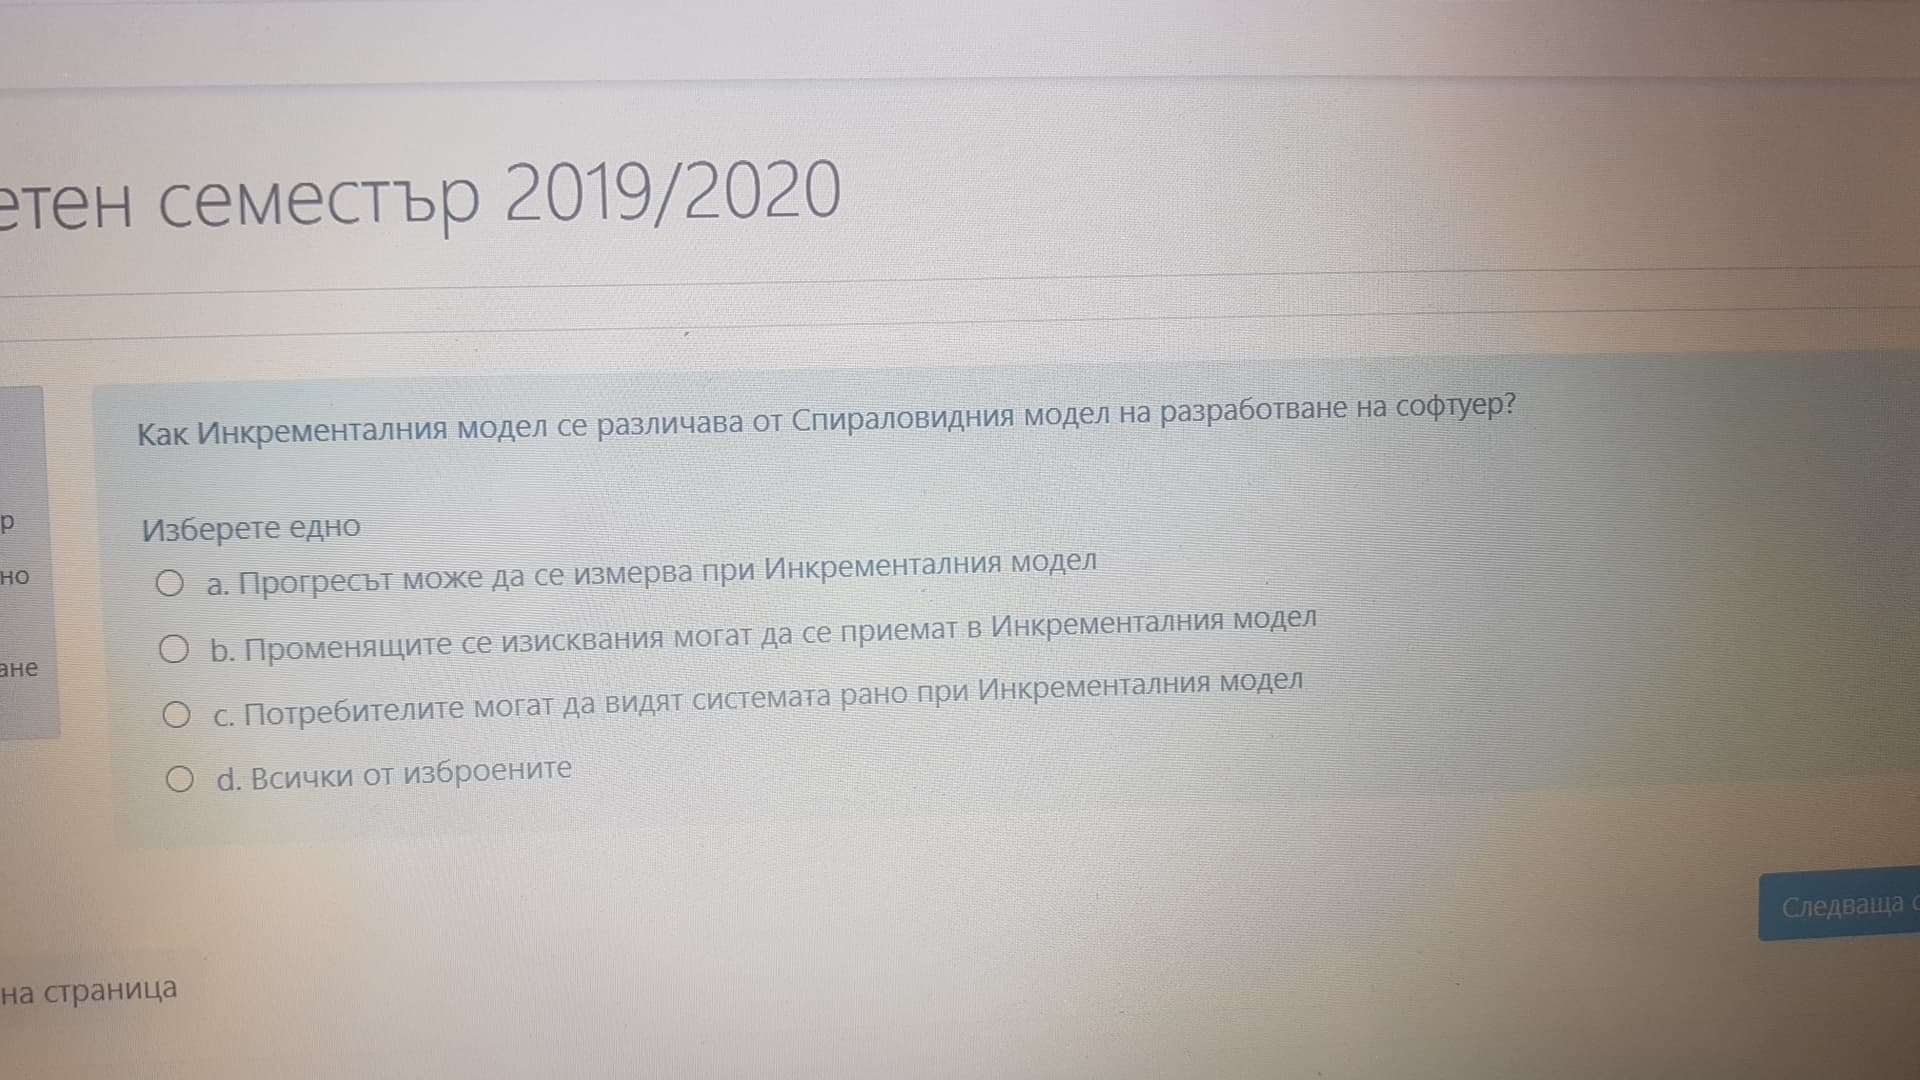 етен семестър 2019/2020
Как Инкременталния модел се различава от Спираловидния модел на разработване на софтуер?
Изберете едно
a. Прогресът може да се измерва при Инкременталния модел
b. Променящите се изисквания могат да се приемат в Инкременталния модел
c. Потребителите могат да видят системата рано при Инкременталния модел
d. Всички от изброените
р
но
ане
Следваща с
на страница